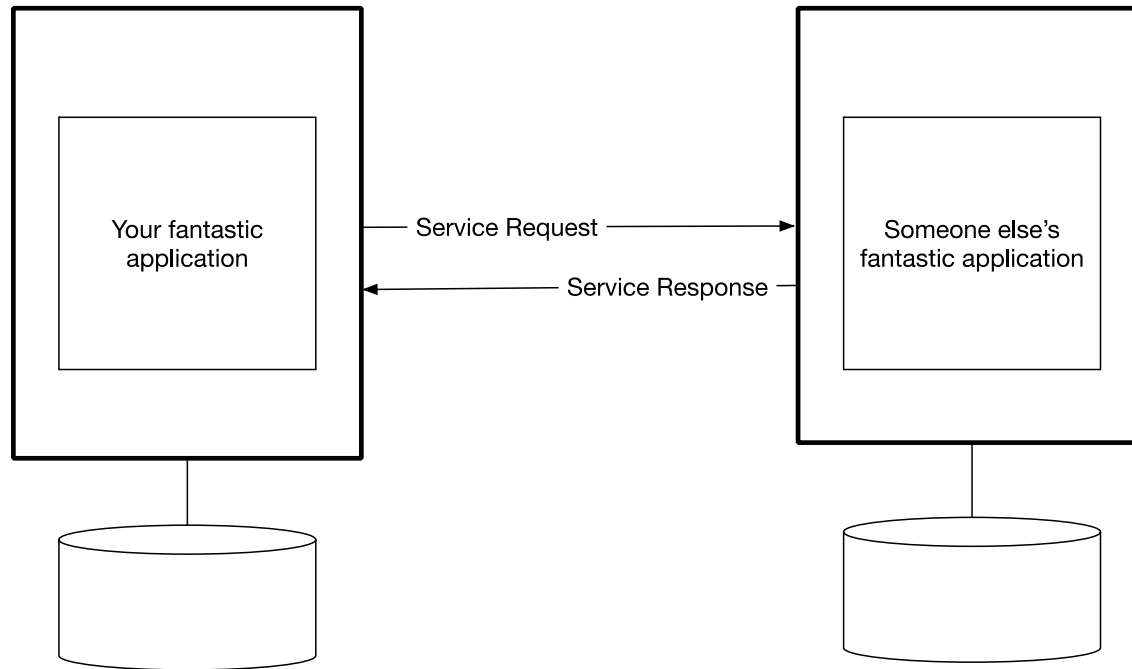 Your fantastic
application
Service Request
Service Response
Someone else’s
fantastic application